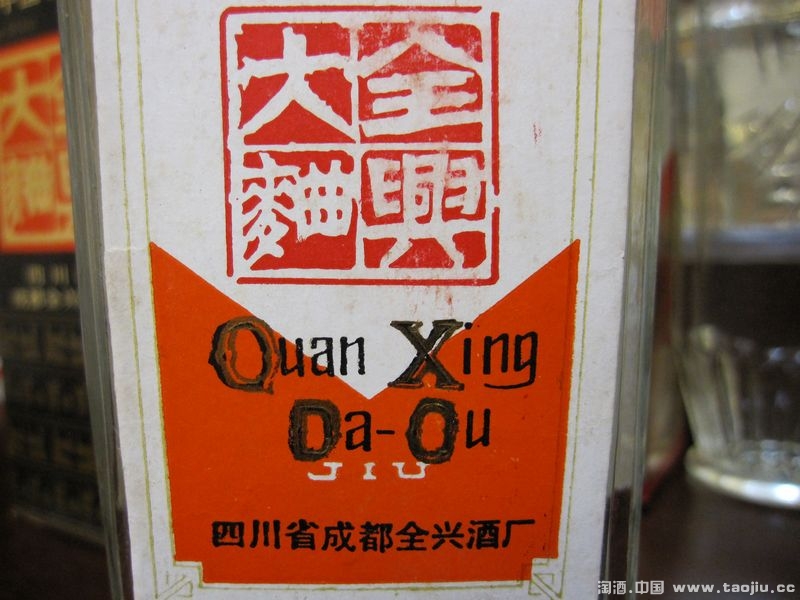 全興
大麯
Quan Xing
Da-Ou
JIU
四川省成都全兴酒厂
淘酒.中国 www.taojiu.cc